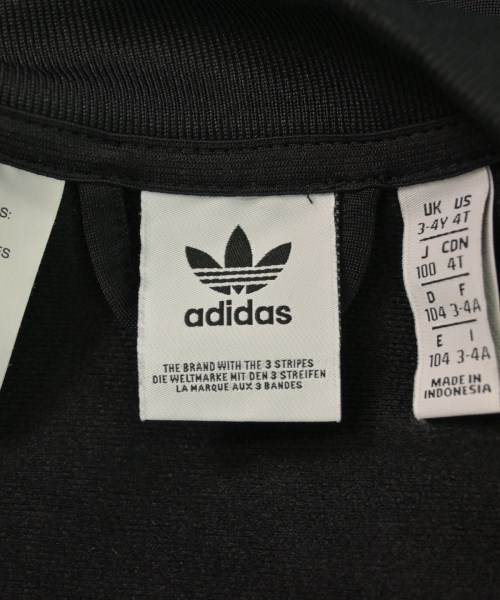 S:
ES
adidas
THE BRAND WITH THE 3 STRIPES
DIE WELTMARKE MIT DEN 3 STREIFEN
LA MARQUE AUX 3 BANDES
UK US
3-4Y 4T
J CDN
100 4T
D F
104 3-4A
E I
104 3-4A
MADE IN
INDONESIA